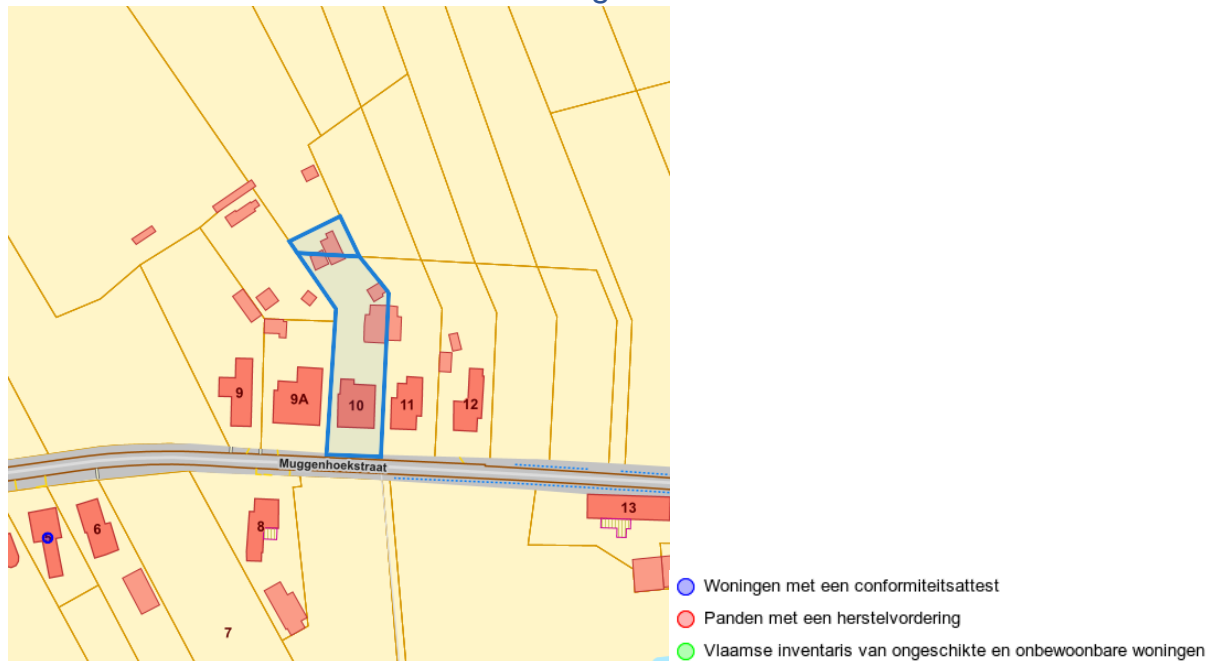 9
9A
10
11
12
Muggenhoekstraat
13
6
8
7
Woningen met een conformiteitsattest
Panden met een herstelvordering
Vlaamse inventaris van ongeschikte en onbewoonbare woningen